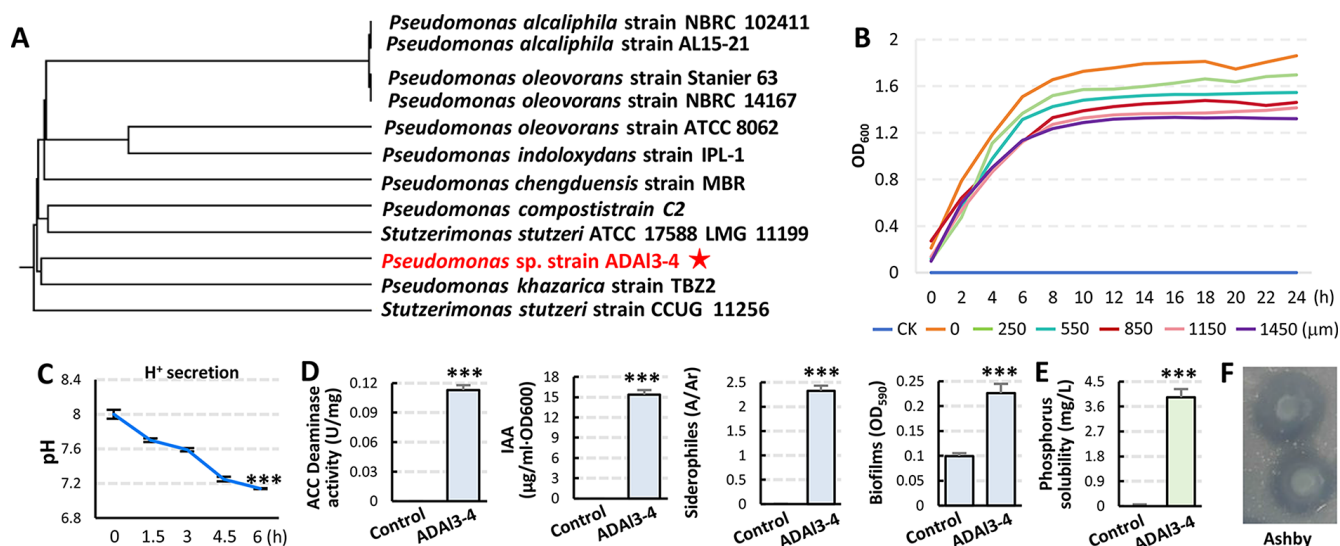 A
Pseudomonas alcaliphila strain NBRC 102411
Pseudomonas alcaliphila strain AL15-21
Pseudomonas oleovorans strain Stanier 63
Pseudomonas oleovorans strain NBRC 14167
Pseudomonas oleovorans strain ATCC 8062
Pseudomonas indoloxydans strain IPL-1
Pseudomonas chengduensis strain MBR
Pseudomonas compostistrain C2
Stutzerimonas stutzeri ATCC 17588 LMG 11199
Pseudomonas sp. strain ADAl3-4
Pseudomonas khazarica strain TBZ2
Stutzerimonas stutzeri strain CCUG 11256
B
OD600
2
1.6
1.2
0.8
0.4
0
0 2 4 6 8 10 12 14 16 18 20 22 24 (h)
CK 0 250 550 850 1150 1450 (μm)
C
H+ secretion
pH
8.4
8
7.6
7.2
6.8
***
0 1.5 3 4.5 6 (h)
D
ACC Deaminase
activity (U/mg)
0.12
0.09
0.06
0.03
0
***
Control ADAl3-4
IAA
(μg/ml·OD600)
18
15
12
9
6
3
0
***
Control ADAl3-4
Siderophiles (A/Ar)
2.5
2
1.5
1
0.5
0
***
Control ADAl3-4
Biofilms (OD590)
0.25
0.2
0.15
0.1
0.05
0
***
Control ADAl3-4
E
Phosphorus
solubility (mg/L)
4.5
3.6
2.7
1.8
0.9
0
***
Control ADAl3-4
F
Ashby